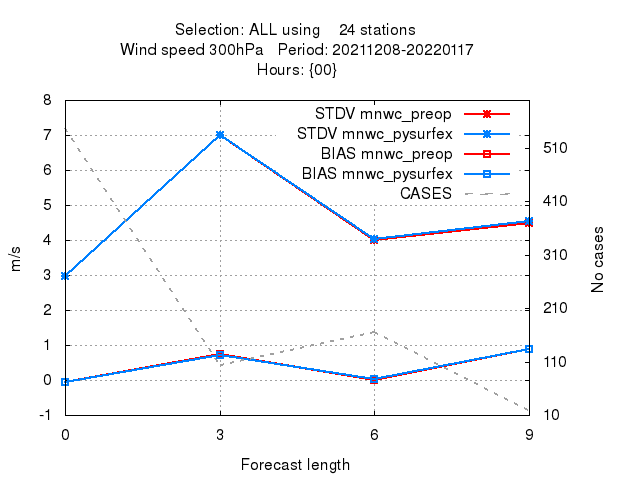 Selection: ALL using    24 stations
Wind speed 300hPa   Period: 20211208-20220117
Hours: {00}
STDV mnwc_preop
STDV mnwc_pysurfex
BIAS mnwc_preop
BIAS mnwc_pysurfex
CASES
8
7
6
5
4
3
2
1
0
-1
m/s
510
410
310
210
110
10
No cases
0 3 6 9
Forecast length